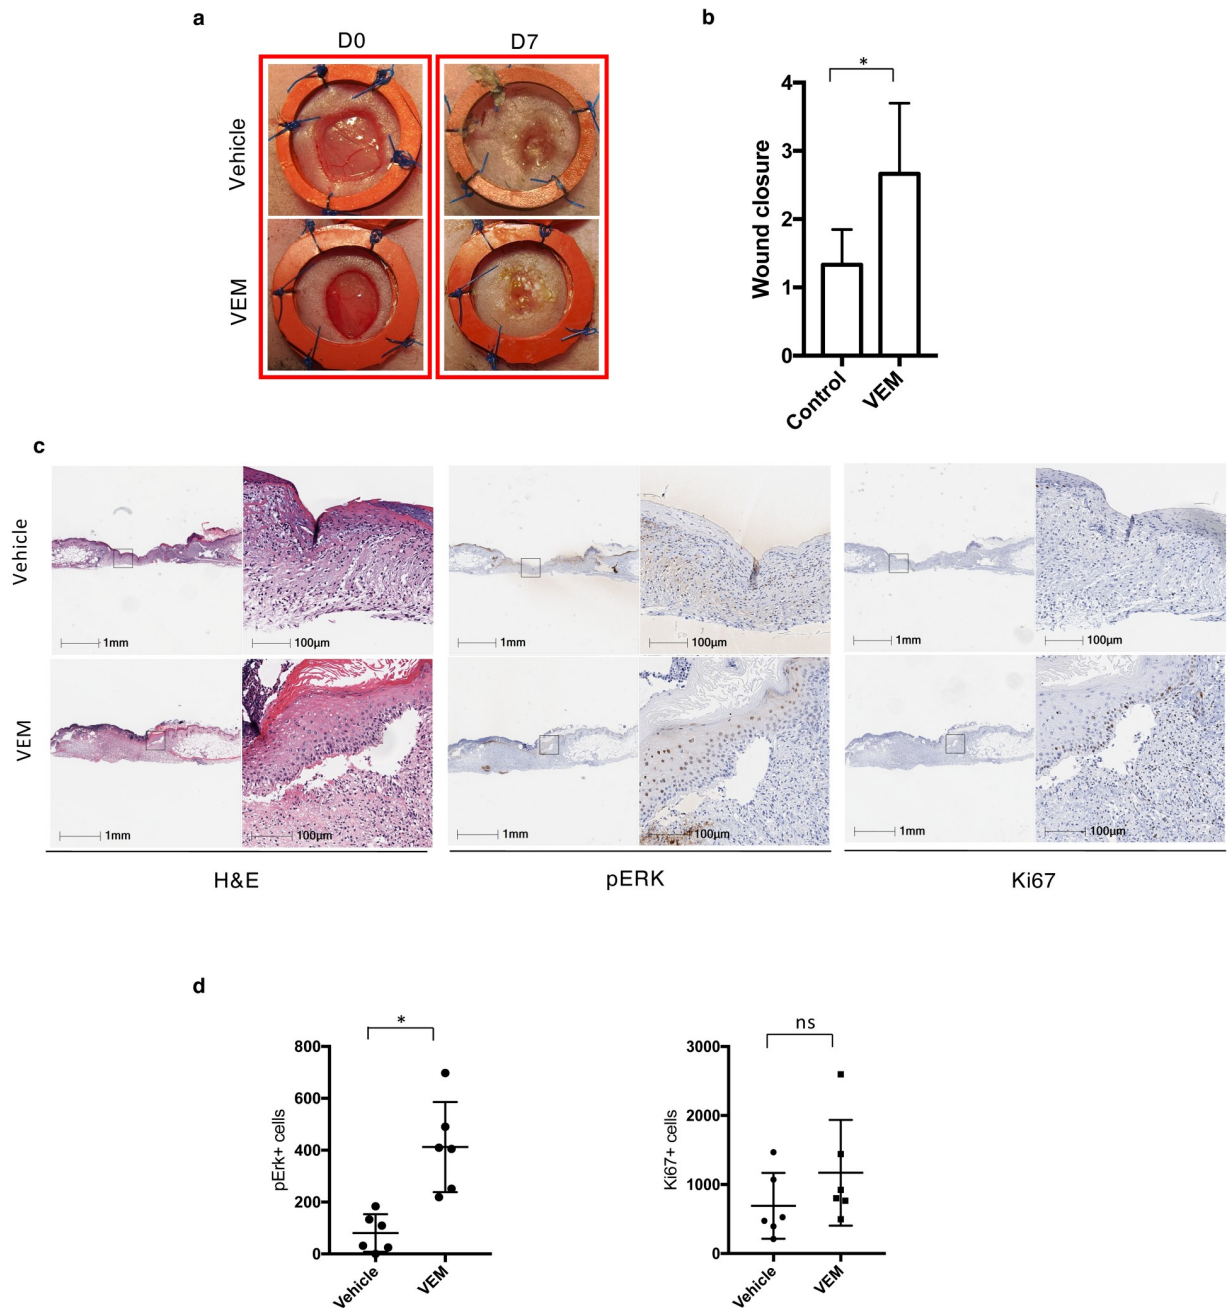 a
D0
D7
Vehicle
VEM
b
*
4
3
2
1
0
Wound closure
Control
VEM
c
Vehicle
1mm
100µm
1mm
100µm
1mm
100µm
VEM
1mm
100µm
1mm
100µm
1mm
100µm
H&E
pERK
Ki67
d
*
800
600
400
200
0
pErk+ cells
Vehicle
VEM
ns
3000
2000
1000
0
Ki67+ cells
Vehicle
VEM